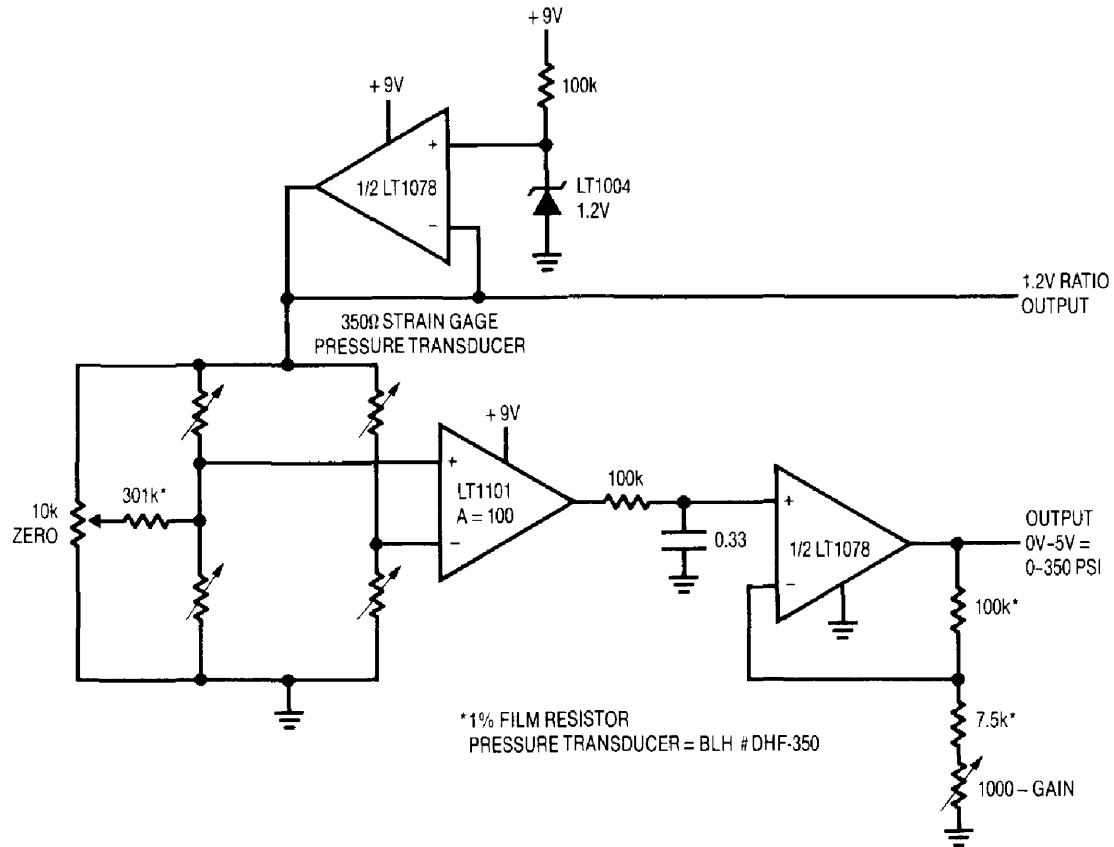 +9V
100k
+9V
+
1/2 LT1078
−
LT1004
1.2V
1.2V RATIO
OUTPUT
350Ω STRAIN GAGE
PRESSURE TRANSDUCER
+9V
10k
ZERO
301k*
+
LT1101
A = 100
−
100k
0.33
+
1/2 LT1078
−
OUTPUT
0V–5V =
0–350 PSI
100k*
7.5k*
1000 – GAIN
*1% FILM RESISTOR
PRESSURE TRANSDUCER = BLH #DHF-350